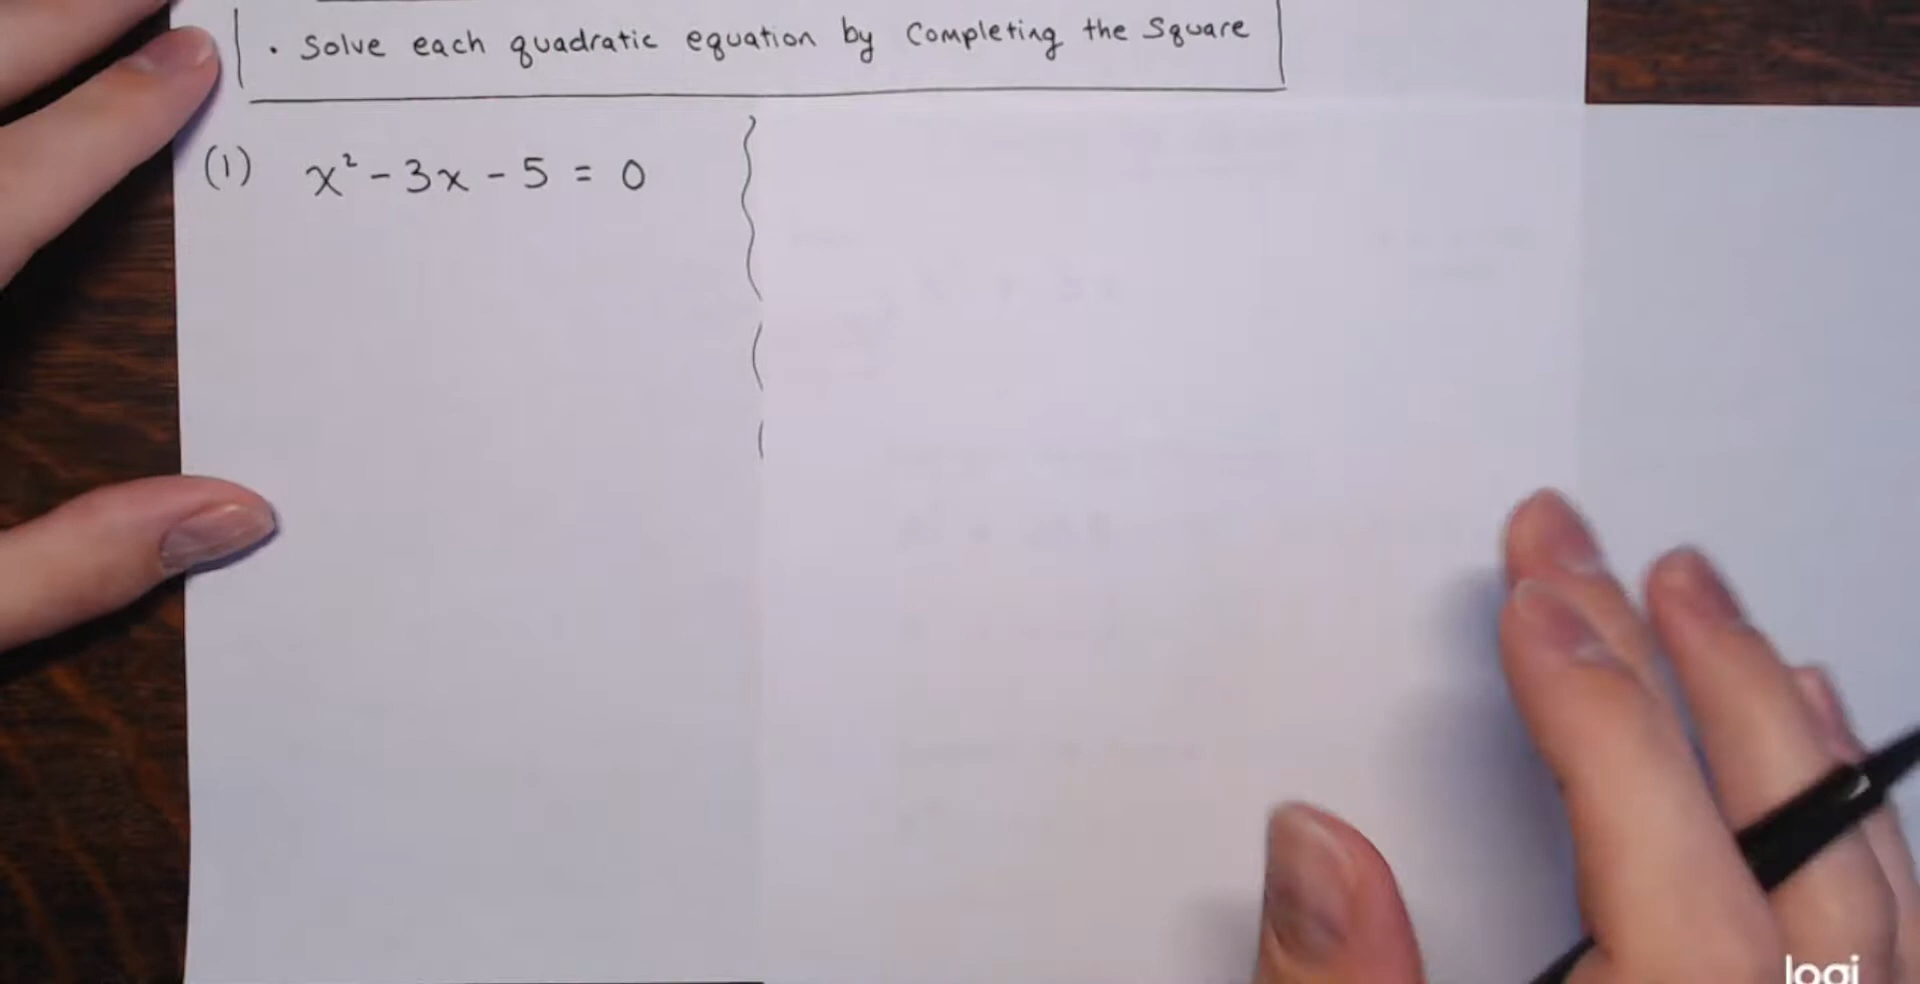 • Solve each quadratic equation by Completing the Square
(1) x² - 3x - 5 = 0
logi